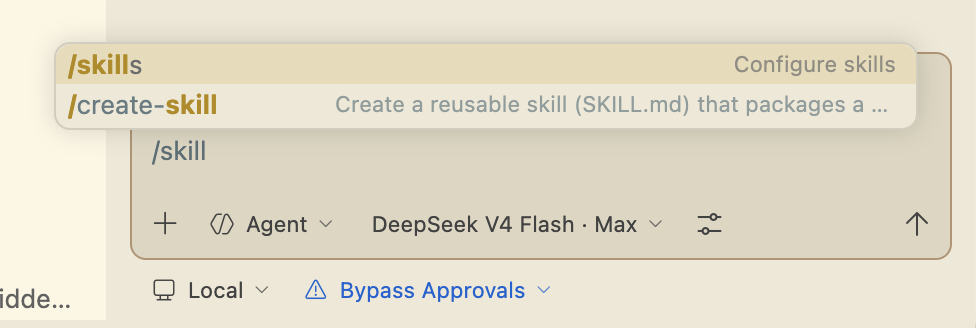 /skills Configure skills
/create-skill Create a reusable skill (SKILL.md) that packages a ...
/skill
Agent DeepSeek V4 Flash · Max
Local Bypass Approvals
idde...